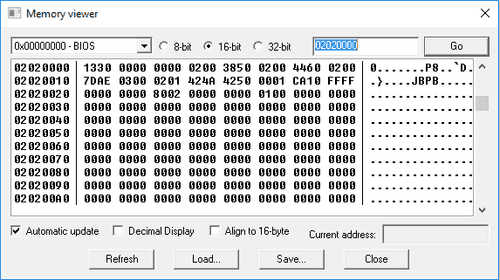 Memory viewer
0x00000000 - BIOS 8-bit 16-bit 32-bit 02020000 Go
02020000 1330 0000 0000 0200 3850 0200 4460 0200 0.......P8..`D.
02020010 7DAE 0300 0201 424A 4250 0001 CA10 FFFF .}....JBPB.....
02020020 0000 0000 8002 0000 0000 0100 0000 0000 ...............
02020030 0000 0000 0000 0000 0000 0000 0000 0000 ...............
02020040 0000 0000 0000 0000 0000 0000 0000 0000 ...............
02020050 0000 0000 0000 0000 0000 0000 0000 0000 ...............
02020060 0000 0000 0000 0000 0000 0000 0000 0000 ...............
02020070 0000 0000 0000 0000 0000 0000 0000 0000 ...............
02020080 0000 0000 0000 0000 0000 0000 0000 0000 ...............
02020090 0000 0000 0000 0000 0000 0000 0000 0000 ...............
020200A0 0000 0000 0000 0000 0000 0000 0000 0000 ...............
Automatic update Decimal Display Align to 16-byte Current address:
Refresh Load... Save... Close